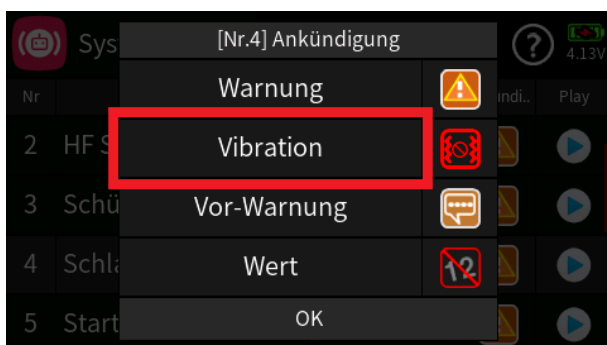 Sys
[Nr.4] Ankündigung
?
4.13V
Nr
Play
Warnung
2 HF S
Vibration
3 Schü
Vor-Warnung
4 Schla
Wert
12
5 Start
OK